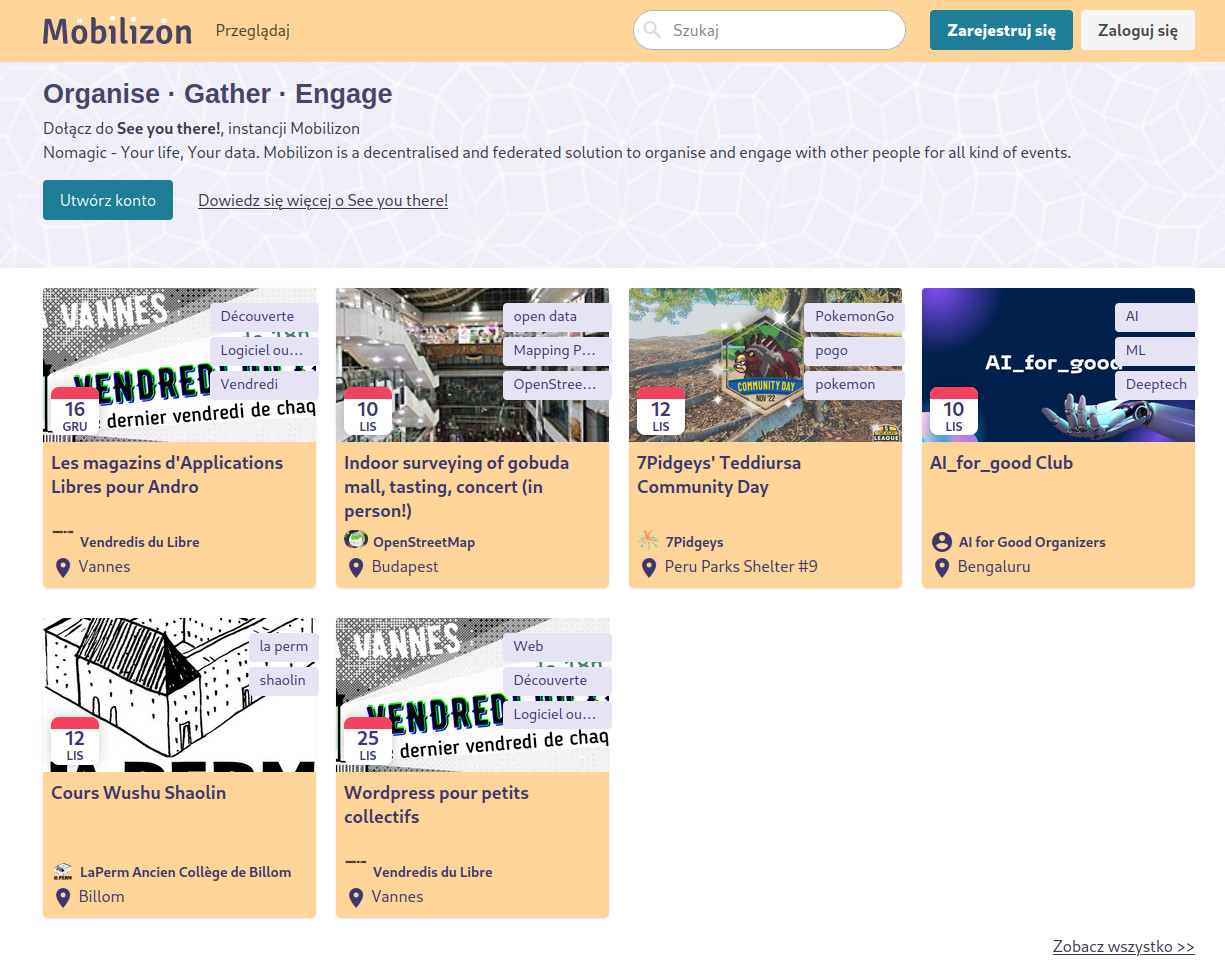 Mobilizon
Przeglądaj
Szukaj
Zarejestruj się
Zaloguj się
Organise · Gather · Engage
Dołącz do See you there!, instancji Mobilizon
Nomagic - Your life, Your data. Mobilizon is a decentralised and federated solution to organise and engage with other people for all kind of events.
Utwórz konto
Dowiedz się więcej o See you there!
VANNES
Découverte
Logiciel ou…
Vendredi
VENDRED
dernier vendredi de chaq
16
GRU
Les magazins d'Applications
Libres pour Andro
Vendredis du Libre
Vannes
open data
Mapping P…
OpenStree…
10
LIS
Indoor surveying of gobuda
mall, tasting, concert (in
person!)
OpenStreetMap
Budapest
PokemonGo
pogo
pokemon
COMMUNITY DAY
NOV '22
LEAGUE
12
LIS
7Pidgeys' Teddiursa
Community Day
7Pidgeys
Peru Parks Shelter #9
AI
ML
Deeptech
AI_for_good
10
LIS
AI_for_good Club
AI for Good Organizers
Bengaluru
la perm
shaolin
12
LIS
LA PERM
Cours Wushu Shaolin
LaPerm Ancien Collège de Billom
Billom
VANNES
Web
Découverte
Logiciel ou…
VENDREDI
dernier vendredi de chaq
25
LIS
Wordpress pour petits
collectifs
Vendredis du Libre
Vannes
Zobacz wszystko >>